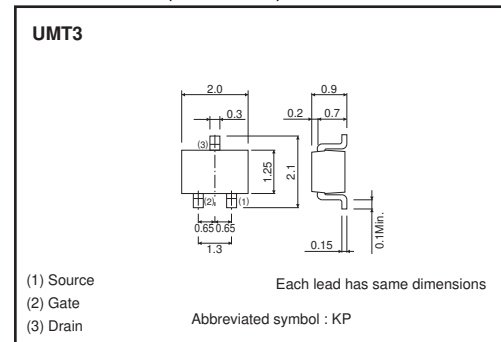 UMT3
2.0
0.9
0.3
0.2
0.7
(3)
1.25
2.1
(2)
(1)
0.65
0.65
1.3
0.15
0.1Min.
(1) Source
(2) Gate
(3) Drain
Each lead has same dimensions
Abbreviated symbol : KP